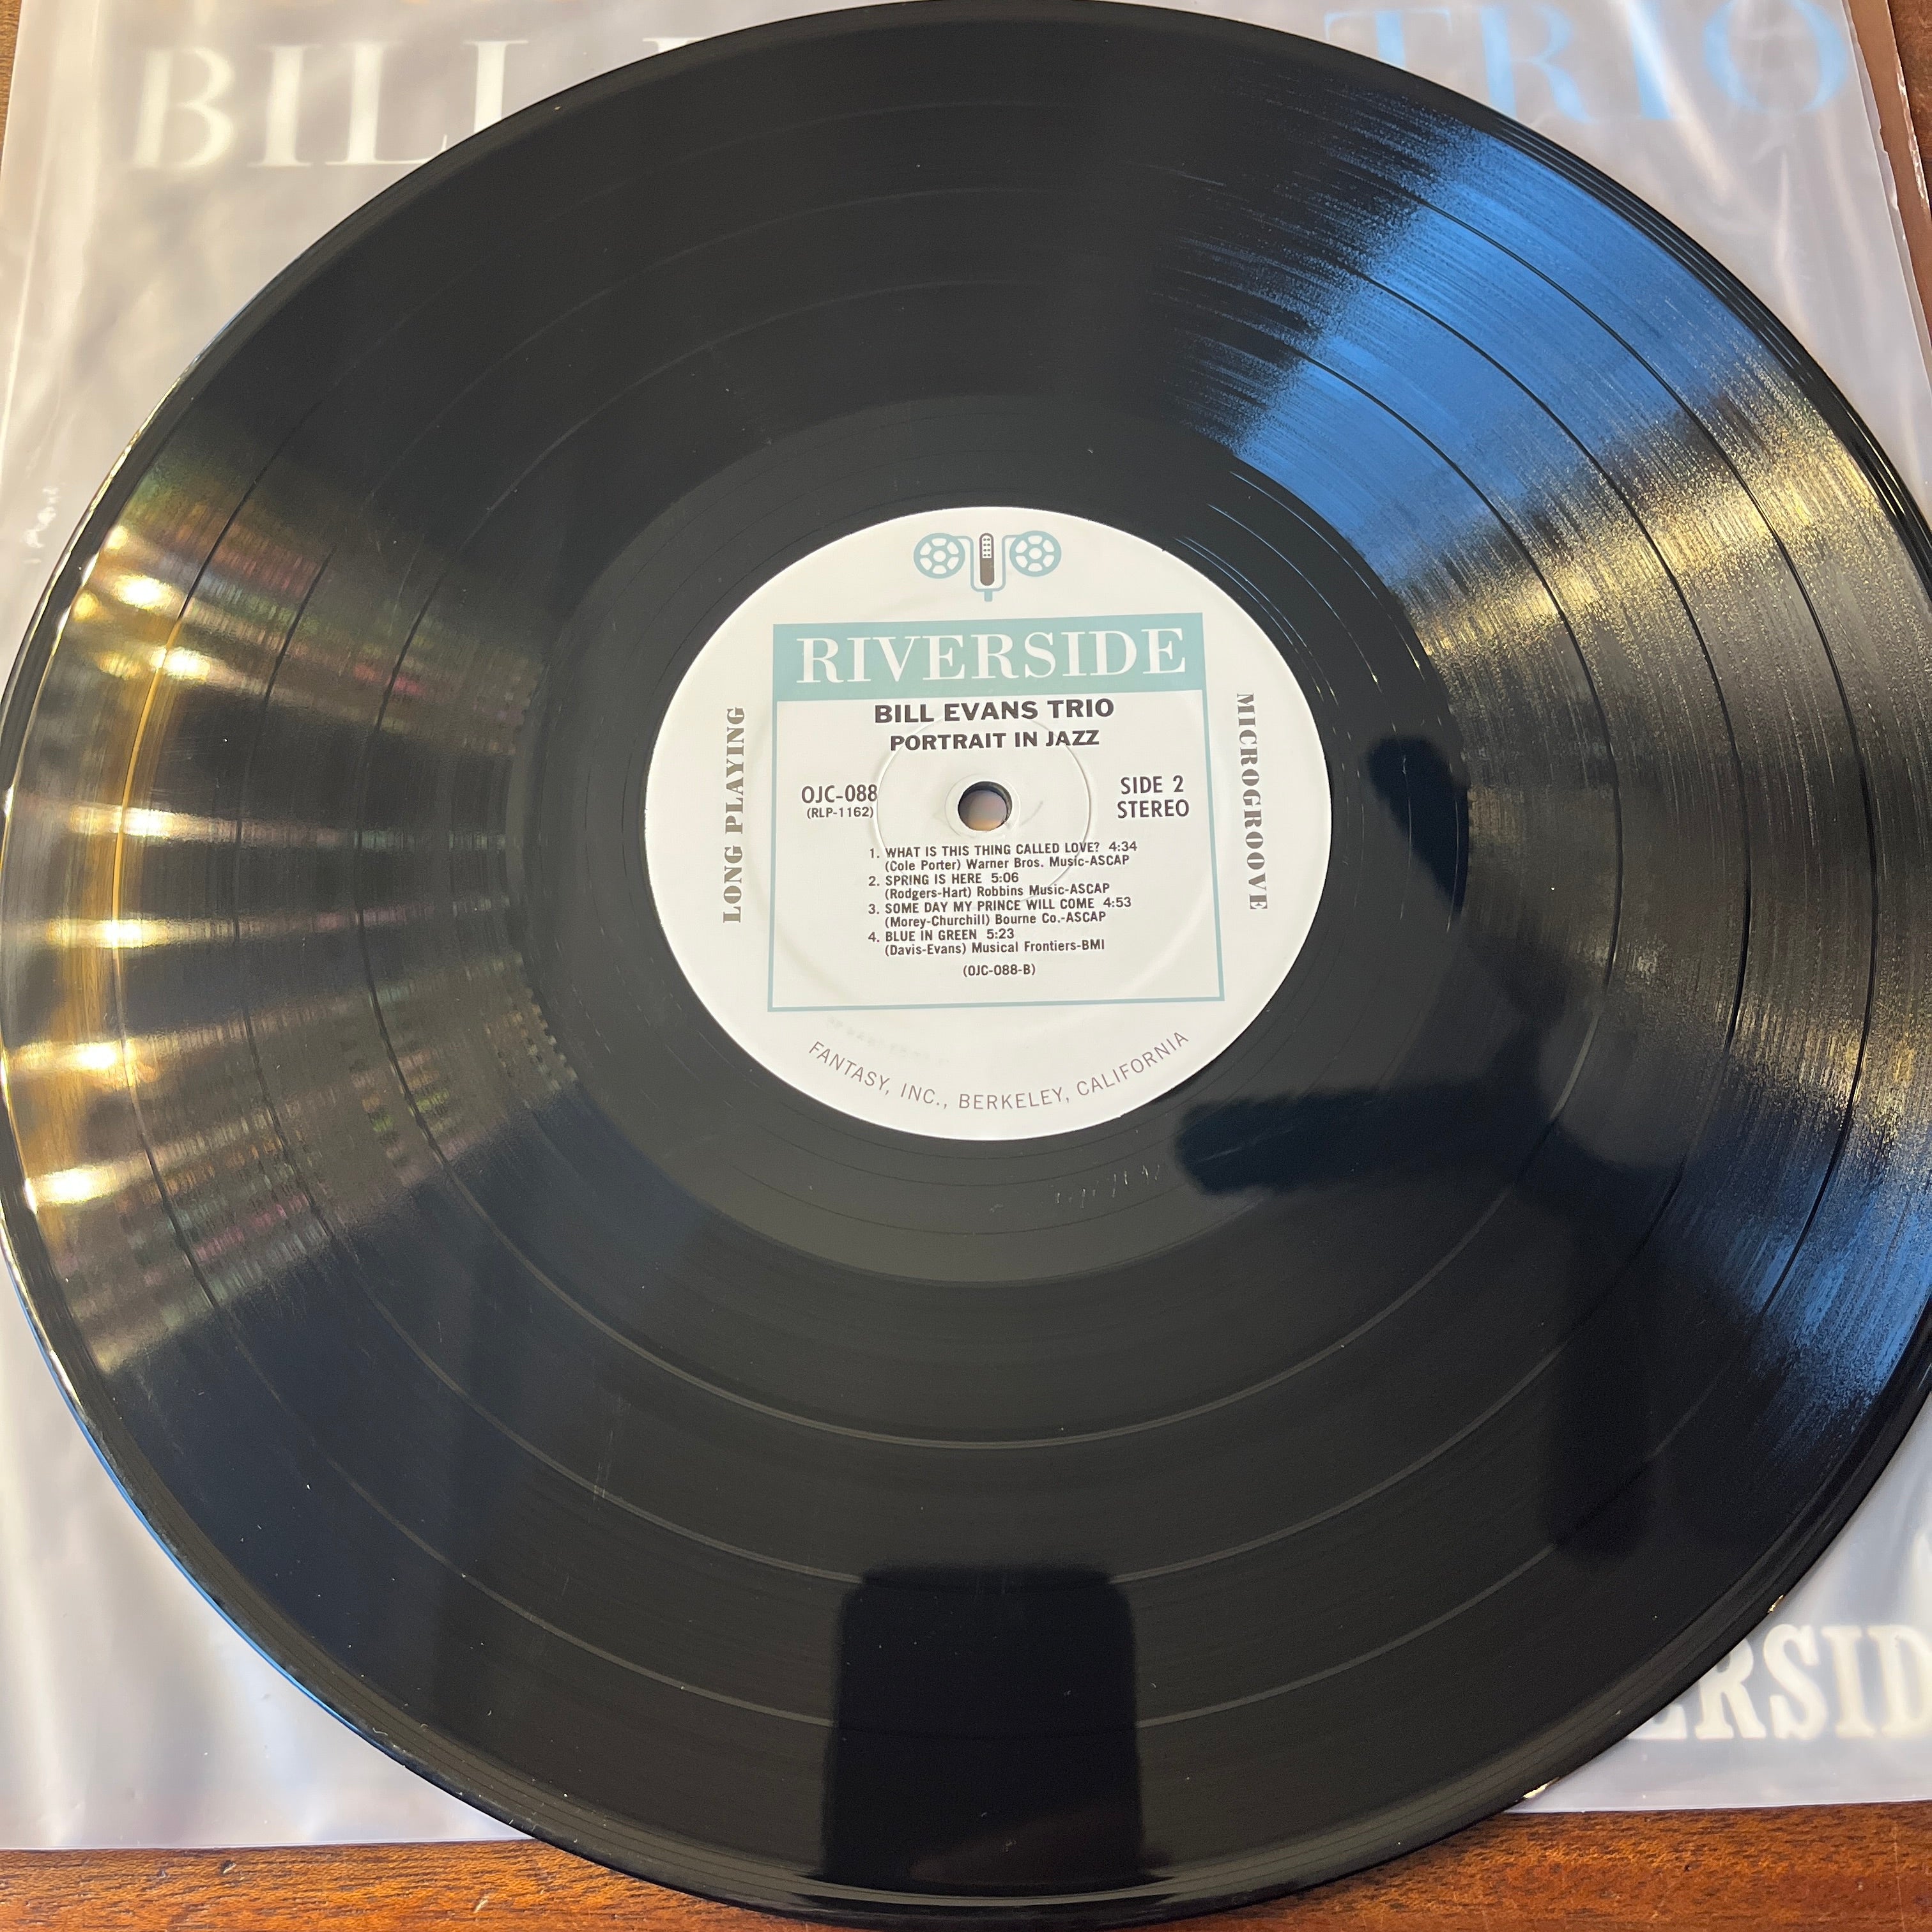 BILL
TRIO
RIVERSIDE
BILL EVANS TRIO
PORTRAIT IN JAZZ
LONG PLAYING
MICROGROOVE
OJC-088
(RLP-1162)
SIDE 2
STEREO
1. WHAT IS THIS THING CALLED LOVE? 4:34
(Cole Porter) Warner Bros. Music-ASCAP
2. SPRING IS HERE 5:06
(Rodgers-Hart) Robbins Music-ASCAP
3. SOME DAY MY PRINCE WILL COME 4:53
(Morey-Churchill) Bourne Co.-ASCAP
4. BLUE IN GREEN 5:23
(Davis-Evans) Musical Frontiers-BMI
(OJC-088-B)
FANTASY, INC., BERKELEY, CALIFORNIA
ERSID